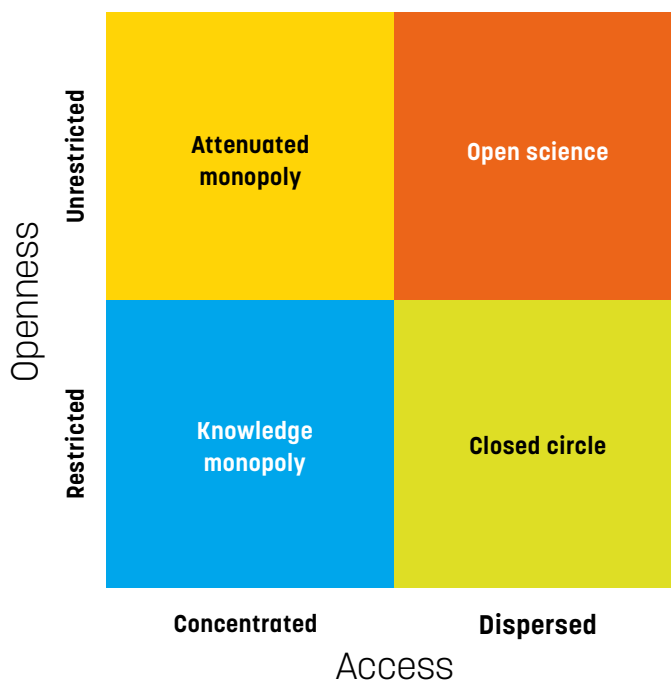 Openness
Unrestricted
Restricted
Attenuated
monopoly
Open science
Knowledge
monopoly
Closed circle
Concentrated
Dispersed
Access